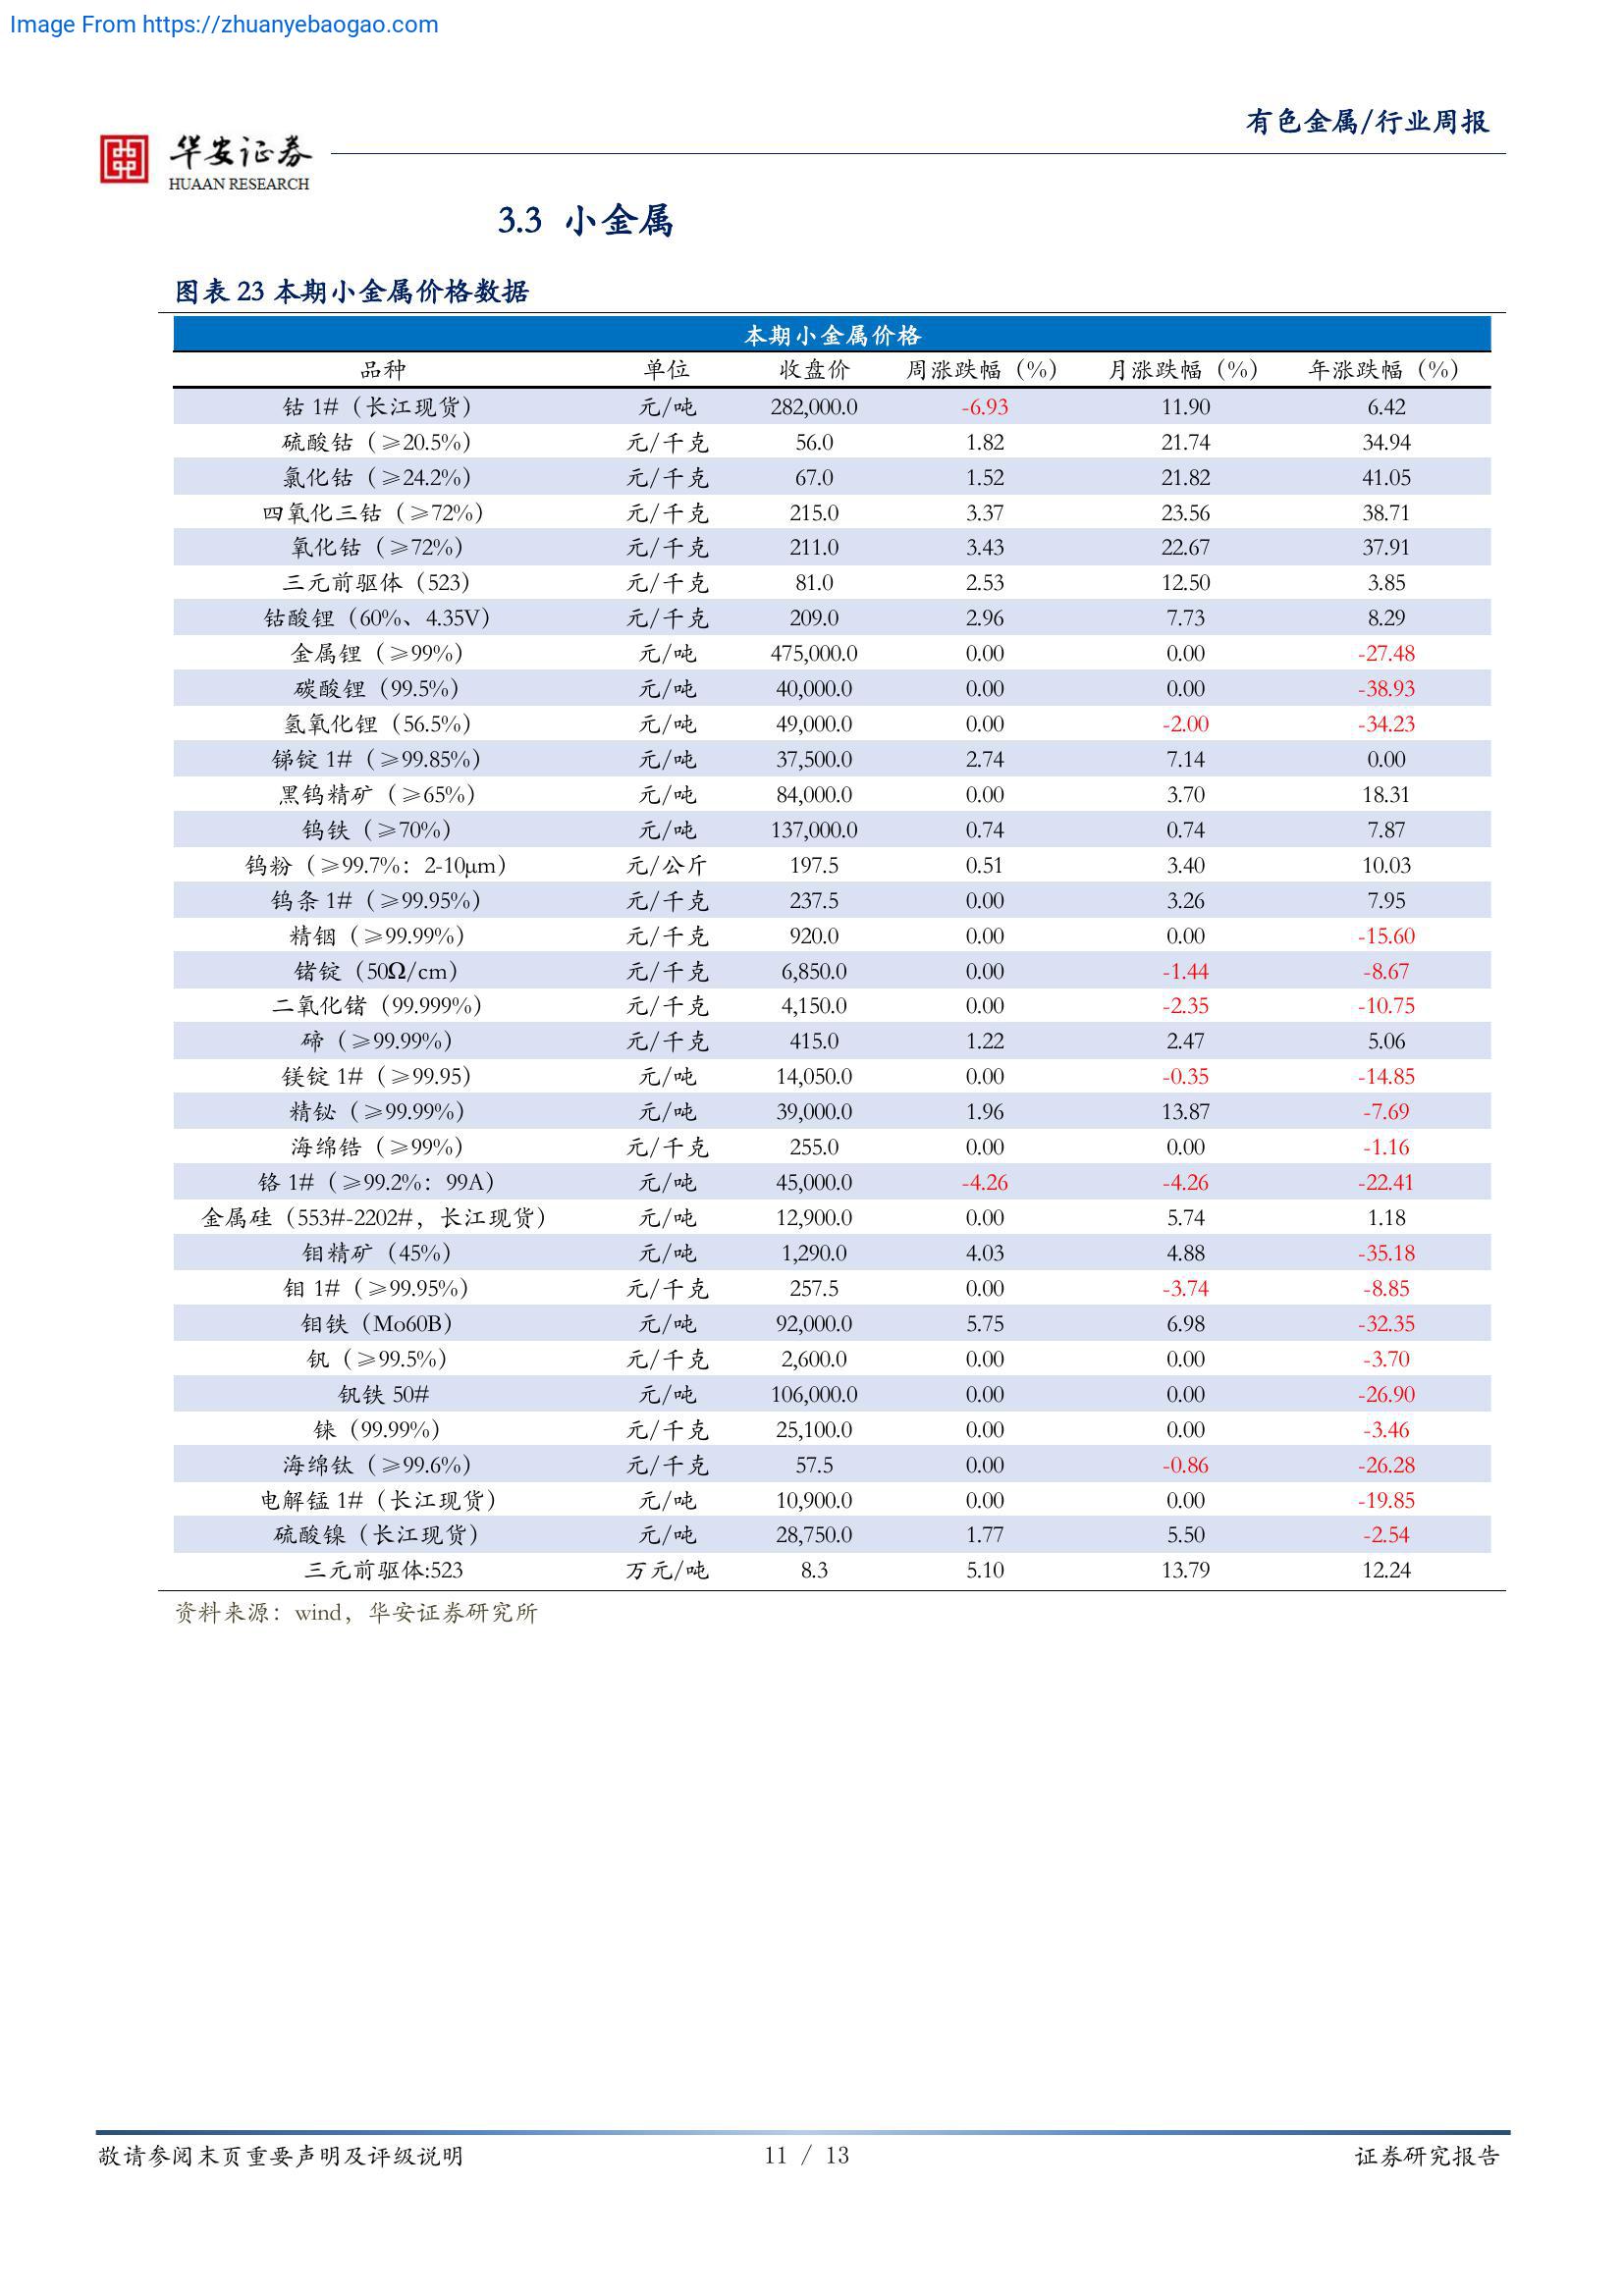 Image From https://zhuanyebaogao.com
有色金属/行业周报
华安证券
HUAAN RESEARCH
3.3 小金属
图表 23 本期小金属价格数据
本期小金属价格
品种 单位 收盘价 周涨跌幅（%） 月涨跌幅（%） 年涨跌幅（%）
钴 1#（长江现货） 元/吨 282,000.0 -6.93 11.90 6.42
硫酸钴（≥20.5%） 元/千克 56.0 1.82 21.74 34.94
氯化钴（≥24.2%） 元/千克 67.0 1.52 21.82 41.05
四氧化三钴（≥72%） 元/千克 215.0 3.37 23.56 38.71
氧化钴（≥72%） 元/千克 211.0 3.43 22.67 37.91
三元前驱体（523） 元/千克 81.0 2.53 12.50 3.85
钴酸锂（60%、4.35V） 元/千克 209.0 2.96 7.73 8.29
金属锂（≥99%） 元/吨 475,000.0 0.00 0.00 -27.48
碳酸锂（99.5%） 元/吨 40,000.0 0.00 0.00 -38.93
氢氧化锂（56.5%） 元/吨 49,000.0 0.00 -2.00 -34.23
锑锭 1#（≥99.85%） 元/吨 37,500.0 2.74 7.14 0.00
黑钨精矿（≥65%） 元/吨 84,000.0 0.00 3.70 18.31
钨铁（≥70%） 元/吨 137,000.0 0.74 0.74 7.87
钨粉（≥99.7%：2-10μm） 元/公斤 197.5 0.51 3.40 10.03
钨条 1#（≥99.95%） 元/千克 237.5 0.00 3.26 7.95
精铟（≥99.99%） 元/千克 920.0 0.00 0.00 -15.60
锗锭（50Ω/cm） 元/千克 6,850.0 0.00 -1.44 -8.67
二氧化锗（99.999%） 元/千克 4,150.0 0.00 -2.35 -10.75
碲（≥99.99%） 元/千克 415.0 1.22 2.47 5.06
镁锭 1#（≥99.95） 元/吨 14,050.0 0.00 -0.35 -14.85
精铋（≥99.99%） 元/吨 39,000.0 1.96 13.87 -7.69
海绵锆（≥99%） 元/千克 255.0 0.00 0.00 -1.16
铬 1#（≥99.2%：99A） 元/吨 45,000.0 -4.26 -4.26 -22.41
金属硅（553#-2202#，长江现货） 元/吨 12,900.0 0.00 5.74 1.18
钼精矿（45%） 元/吨 1,290.0 4.03 4.88 -35.18
钼 1#（≥99.95%） 元/千克 257.5 0.00 -3.74 -8.85
钼铁（Mo60B） 元/吨 92,000.0 5.75 6.98 -32.35
钒（≥99.5%） 元/千克 2,600.0 0.00 0.00 -3.70
钒铁 50# 元/吨 106,000.0 0.00 0.00 -26.90
铼（99.99%） 元/千克 25,100.0 0.00 0.00 -3.46
海绵钛（≥99.6%） 元/千克 57.5 0.00 -0.86 -26.28
电解锰 1#（长江现货） 元/吨 10,900.0 0.00 0.00 -19.85
硫酸镍（长江现货） 元/吨 28,750.0 1.77 5.50 -2.54
三元前驱体:523 万元/吨 8.3 5.10 13.79 12.24
资料来源：wind，华安证券研究所
敬请参阅末页重要声明及评级说明 11 / 13 证券研究报告